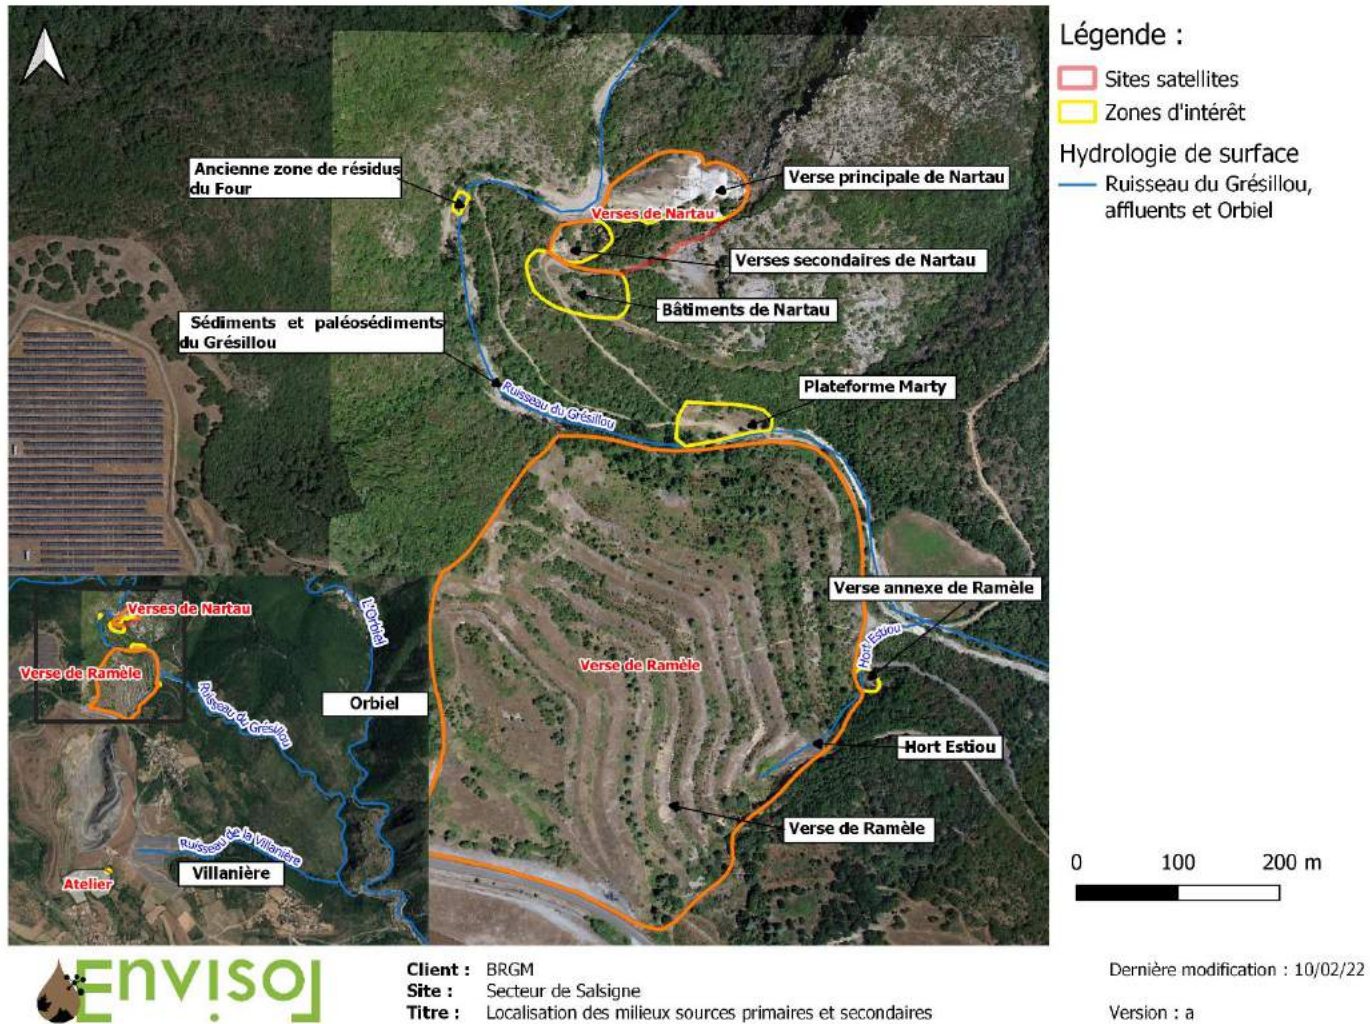 Légende :
Sites satellites
Zones d'intérêt
Hydrologie de surface
Ruisseau du Grésillou,
affluents et Orbiel
Ancienne zone de résidus
du Four
Verse principale de Nartau
Verses de Nartau
Verses secondaires de Nartau
Bâtiments de Nartau
Sédiments et paléosédiments
du Grésillou
Ruisseau du Grésillou
Plateforme Marty
Verse annexe de Ramèle
Hort Estiou
Verse de Ramèle
Hort Estiou
Verse de Ramèle
Verses de Nartau
L'Orbiel
Verse de Ramèle
Ruisseau du Grésillou
Orbiel
Ruisseau de la Villanière
Villanière
Atelier
0 100 200 m
Envisol
Client : BRGM
Site : Secteur de Salsigne
Titre : Localisation des milieux sources primaires et secondaires
Dernière modification : 10/02/22
Version : a